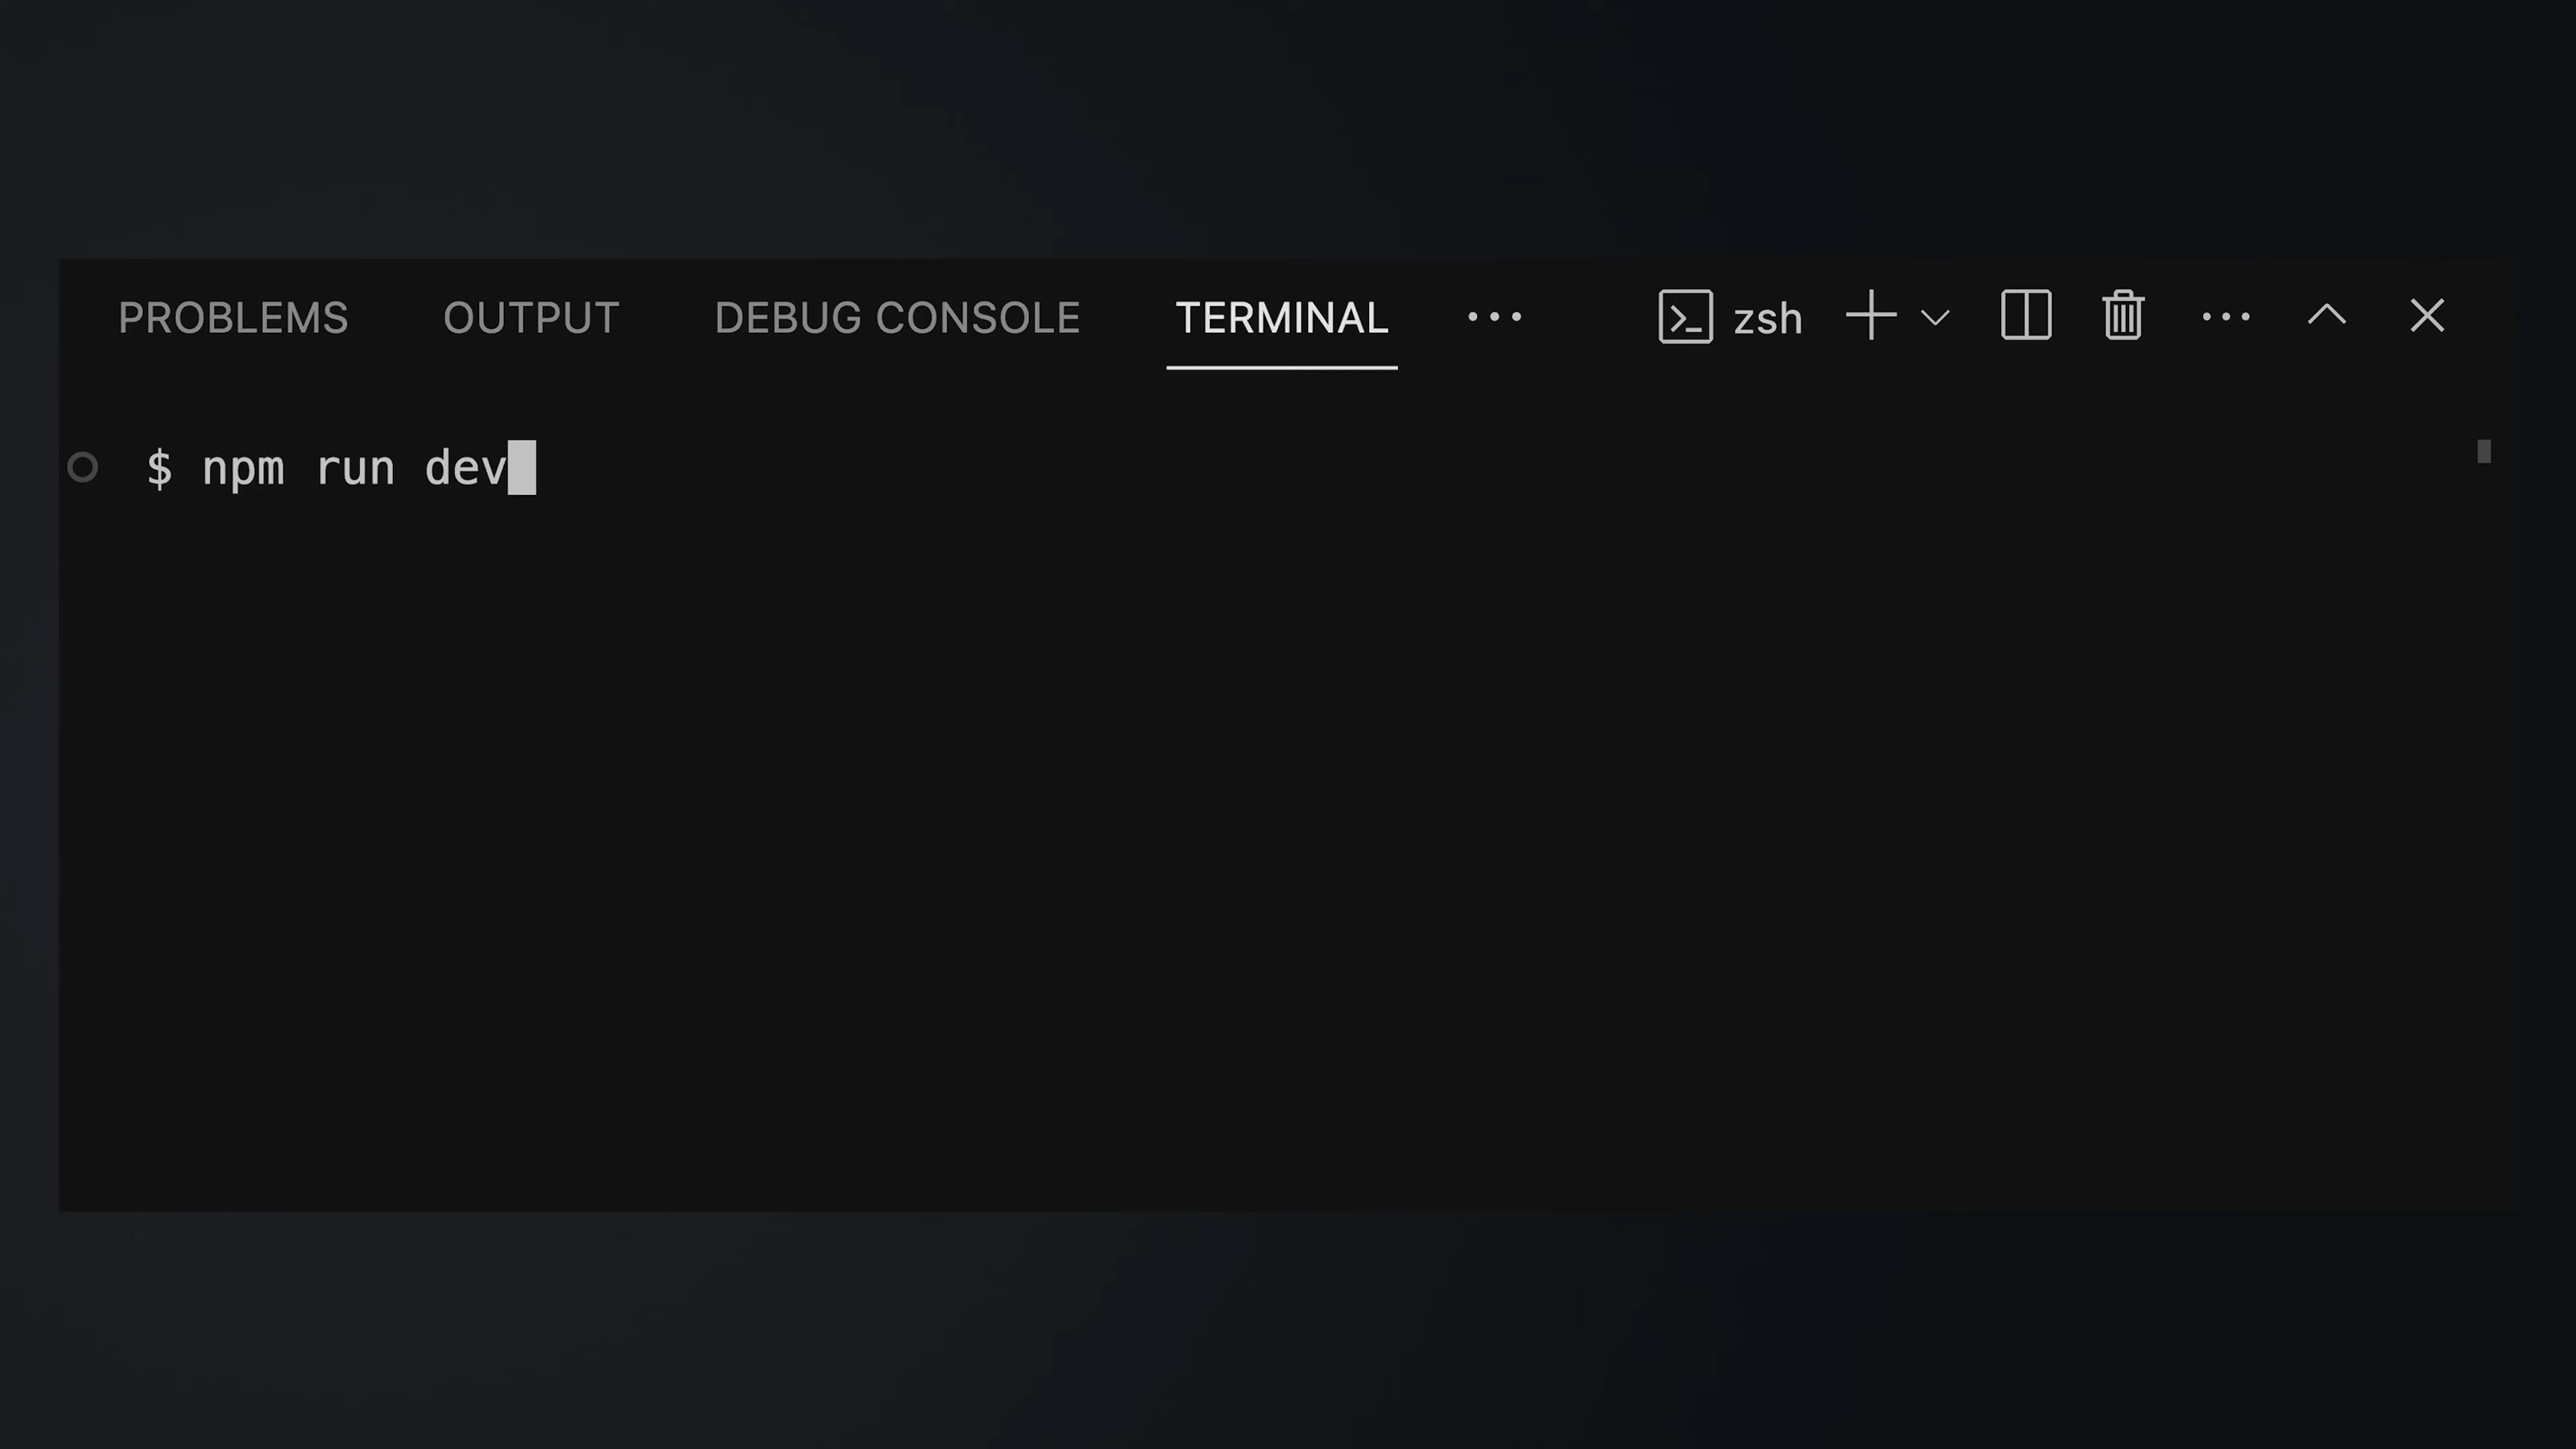 PROBLEMS OUTPUT DEBUG CONSOLE TERMINAL ... zsh
$ npm run dev